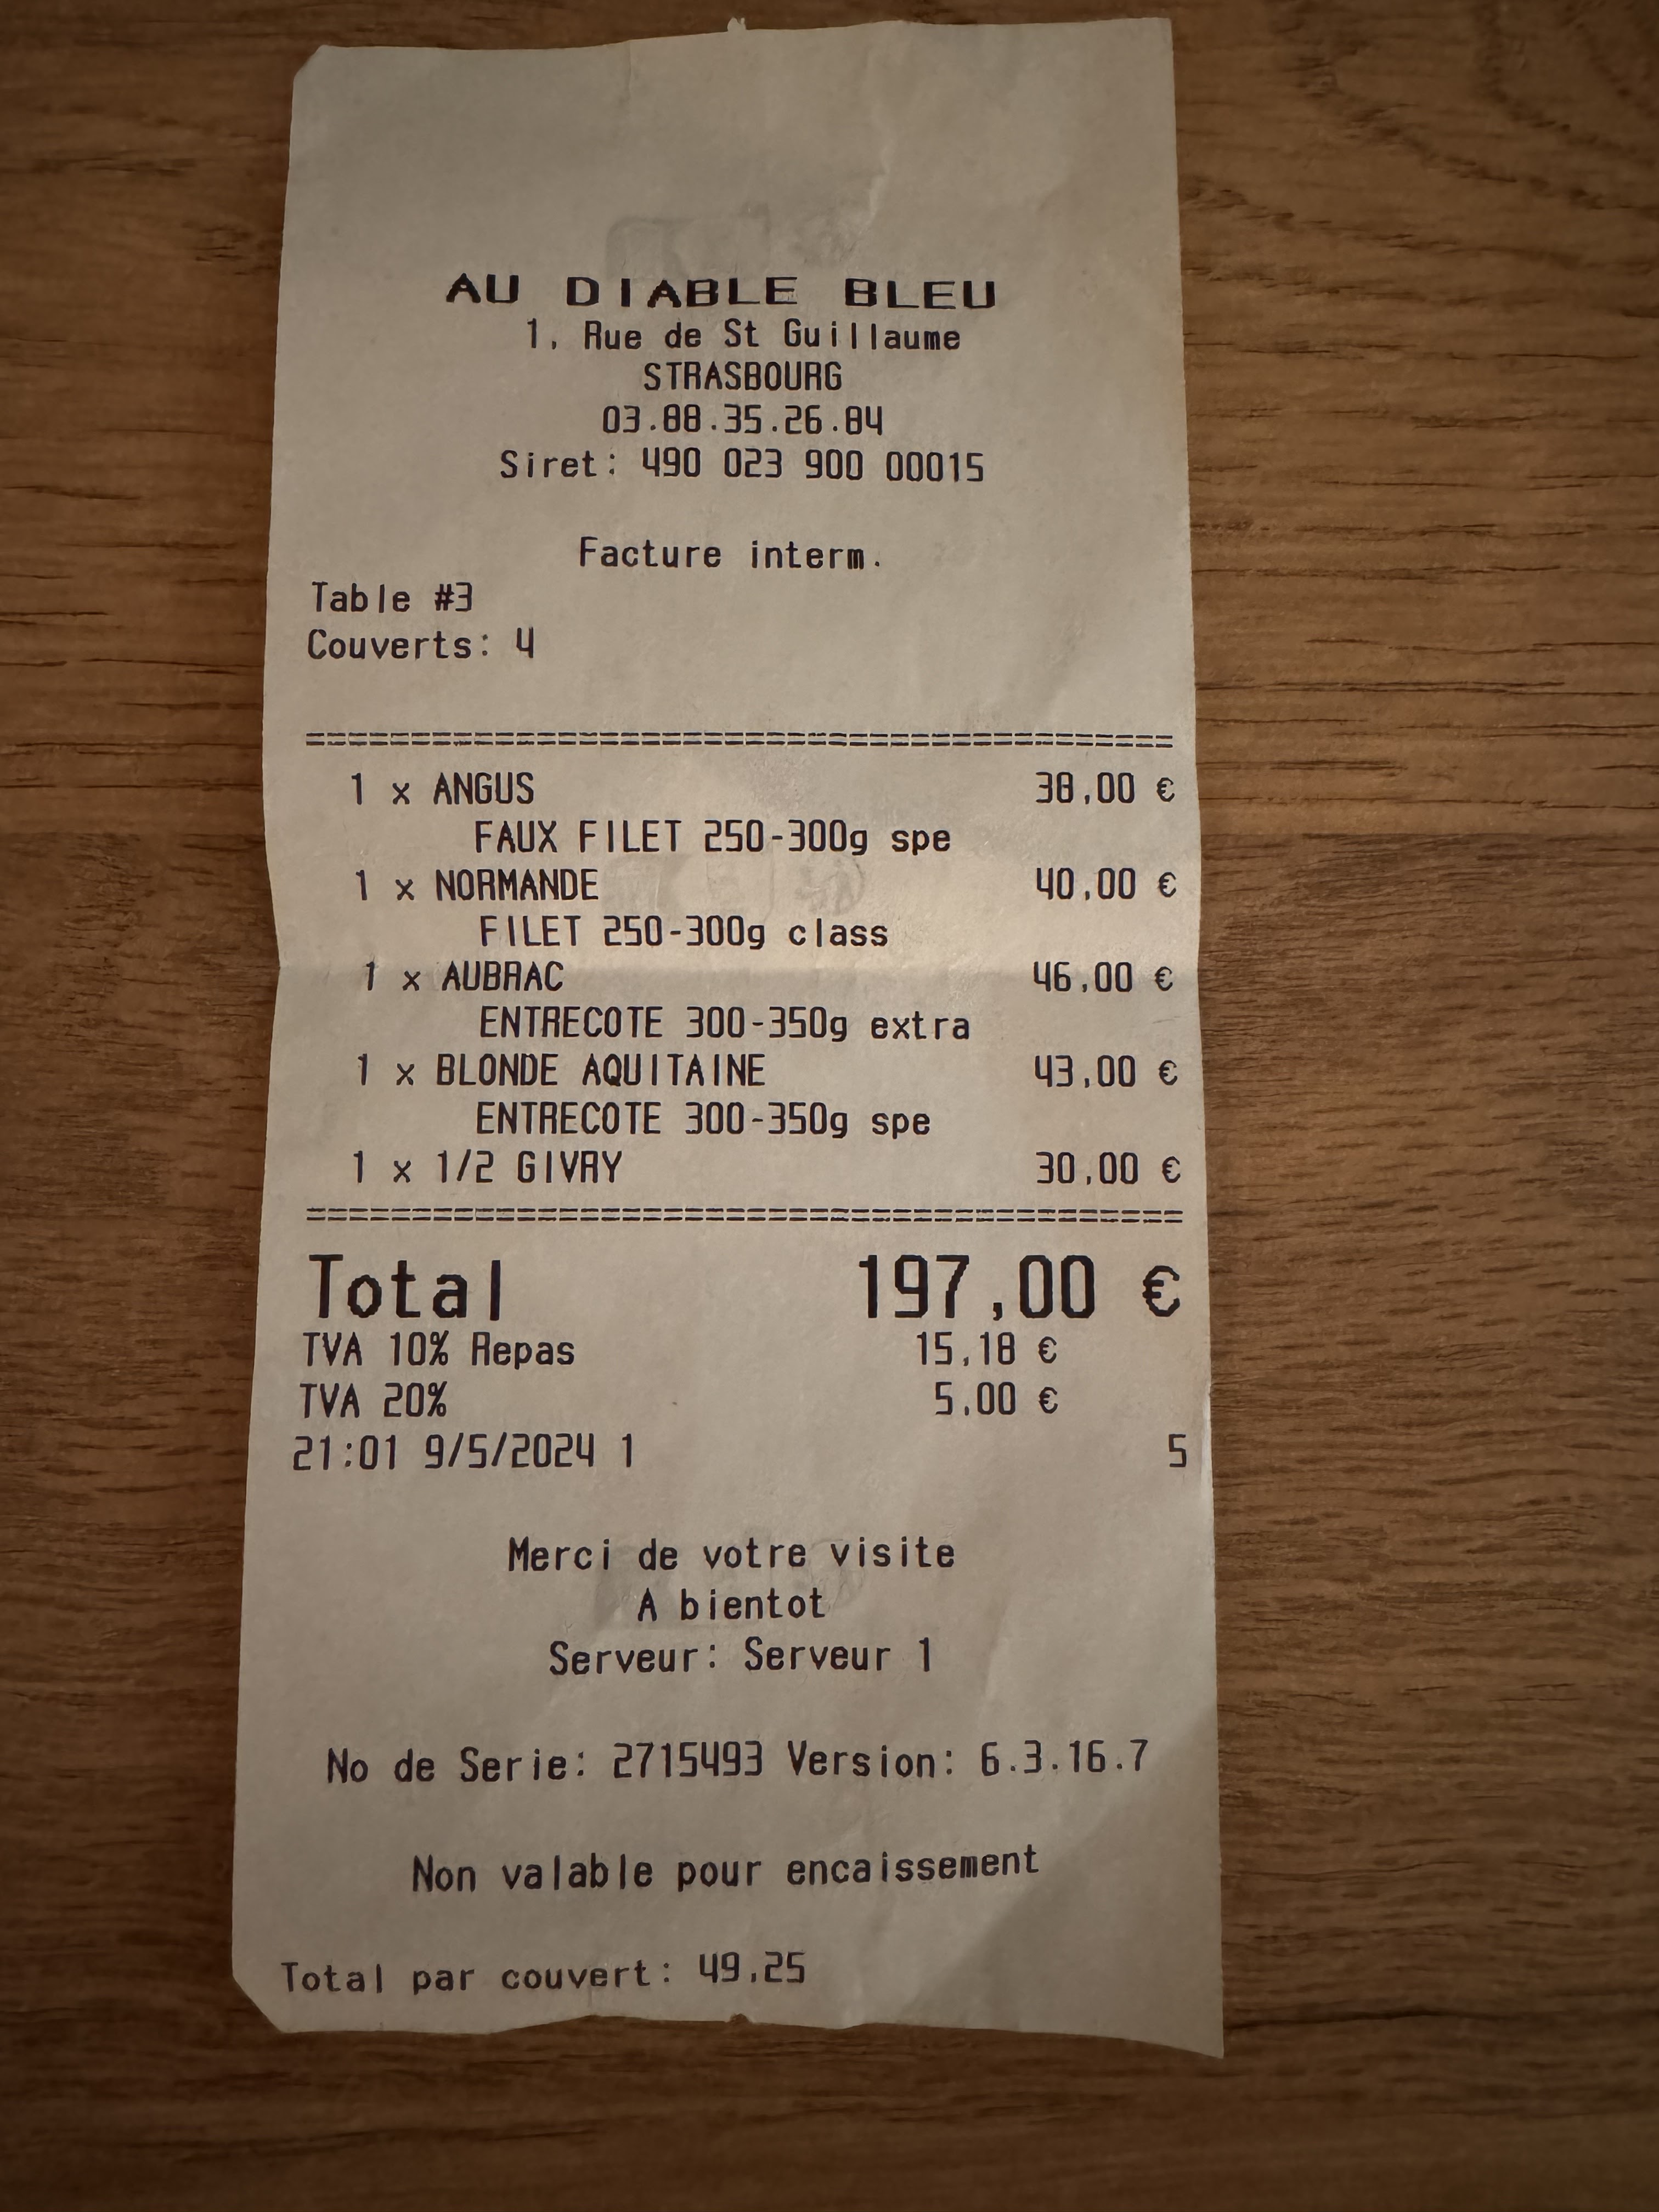 AU DIABLE BLEU
1, Rue de St Guillaume
STRASBOURG
03.88.35.26.84
Siret: 490 023 900 00015
Facture interm.
Table #3
Couverts: 4
==========================================
1 x ANGUS 38,00 €
FAUX FILET 250-300g spe
1 x NORMANDE 40,00 €
FILET 250-300g class
1 x AUBRAC 46,00 €
ENTRECOTE 300-350g extra
1 x BLONDE AQUITAINE 43,00 €
ENTRECOTE 300-350g spe
1 x 1/2 GIVRY 30,00 €
==========================================
Total 197,00 €
TVA 10% Repas 15,18 €
TVA 20% 5,00 €
21:01 9/5/2024 1 5
Merci de votre visite
A bientot
Serveur: Serveur 1
No de Serie: 2715493 Version: 6.3.16.7
Non valable pour encaissement
Total par couvert: 49,25